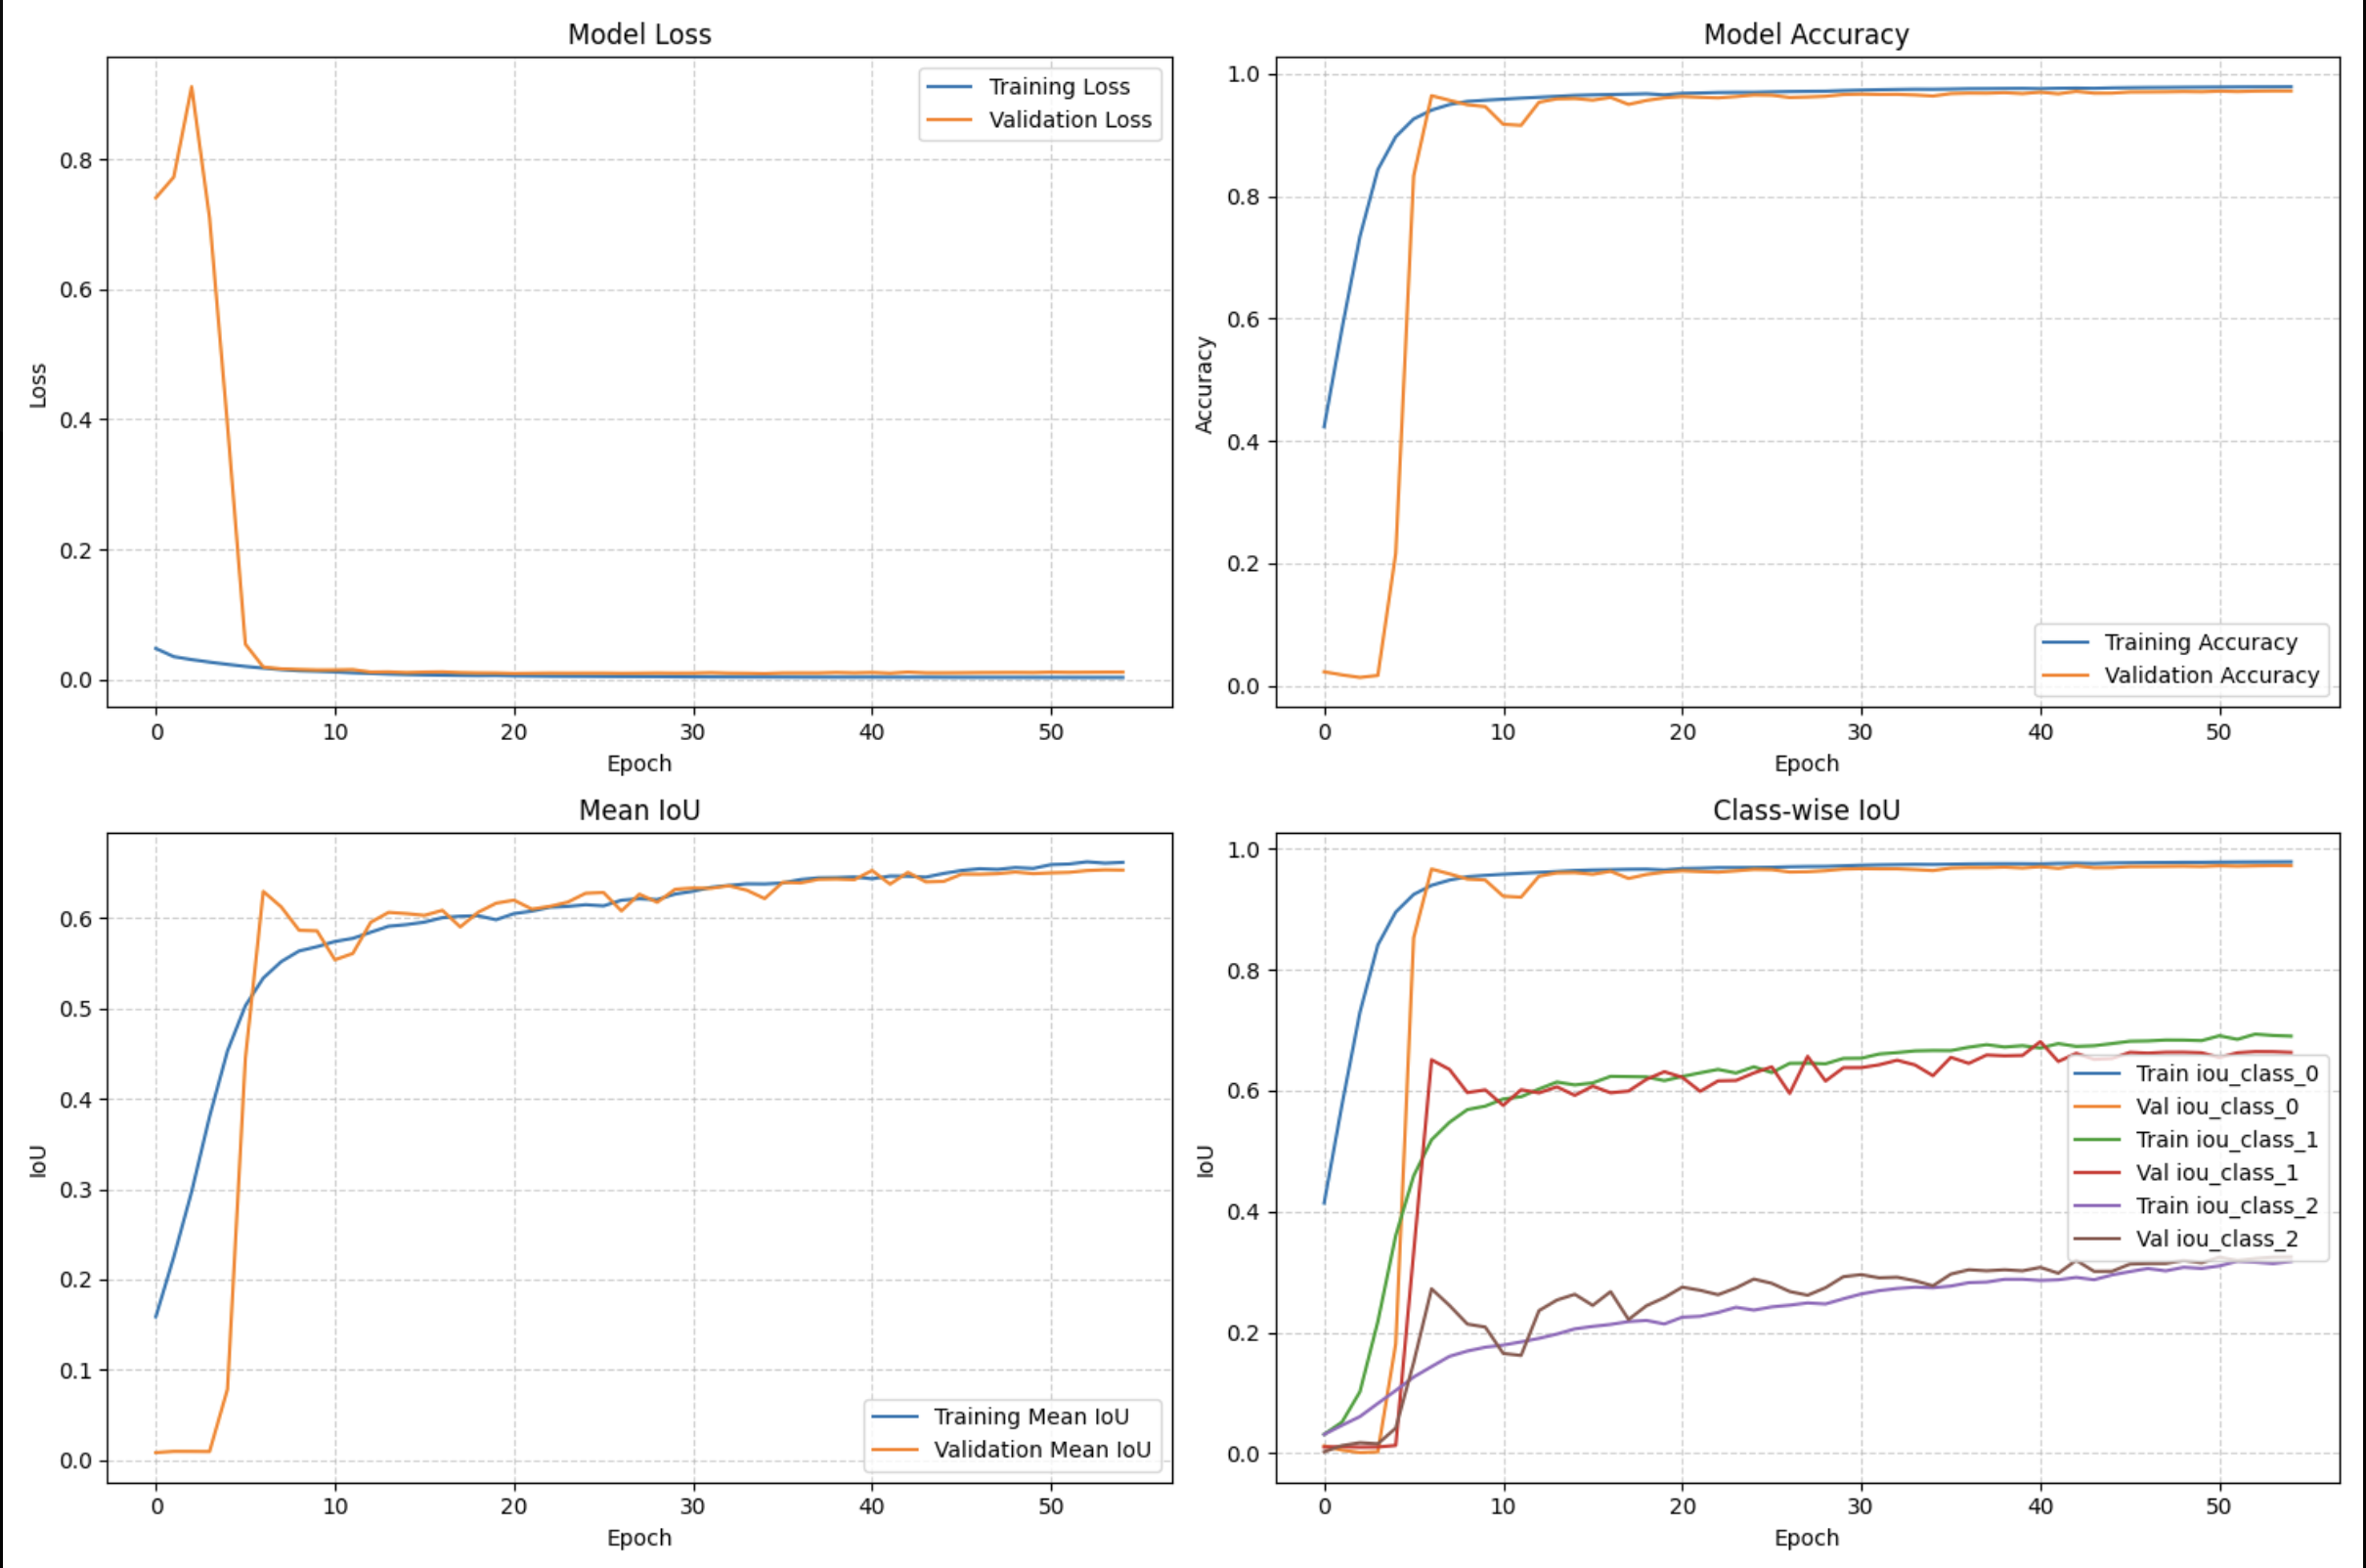 Model Loss
Training Loss
Validation Loss
0.8
0.6
0.4
0.2
0.0
Loss
0 10 20 30 40 50
Epoch
Model Accuracy
1.0
0.8
0.6
0.4
0.2
0.0
Accuracy
Training Accuracy
Validation Accuracy
0 10 20 30 40 50
Epoch
Mean IoU
0.6
0.5
0.4
0.3
0.2
0.1
0.0
IoU
Training Mean IoU
Validation Mean IoU
0 10 20 30 40 50
Epoch
Class-wise IoU
1.0
0.8
0.6
0.4
0.2
0.0
IoU
Train iou_class_0
Val iou_class_0
Train iou_class_1
Val iou_class_1
Train iou_class_2
Val iou_class_2
0 10 20 30 40 50
Epoch